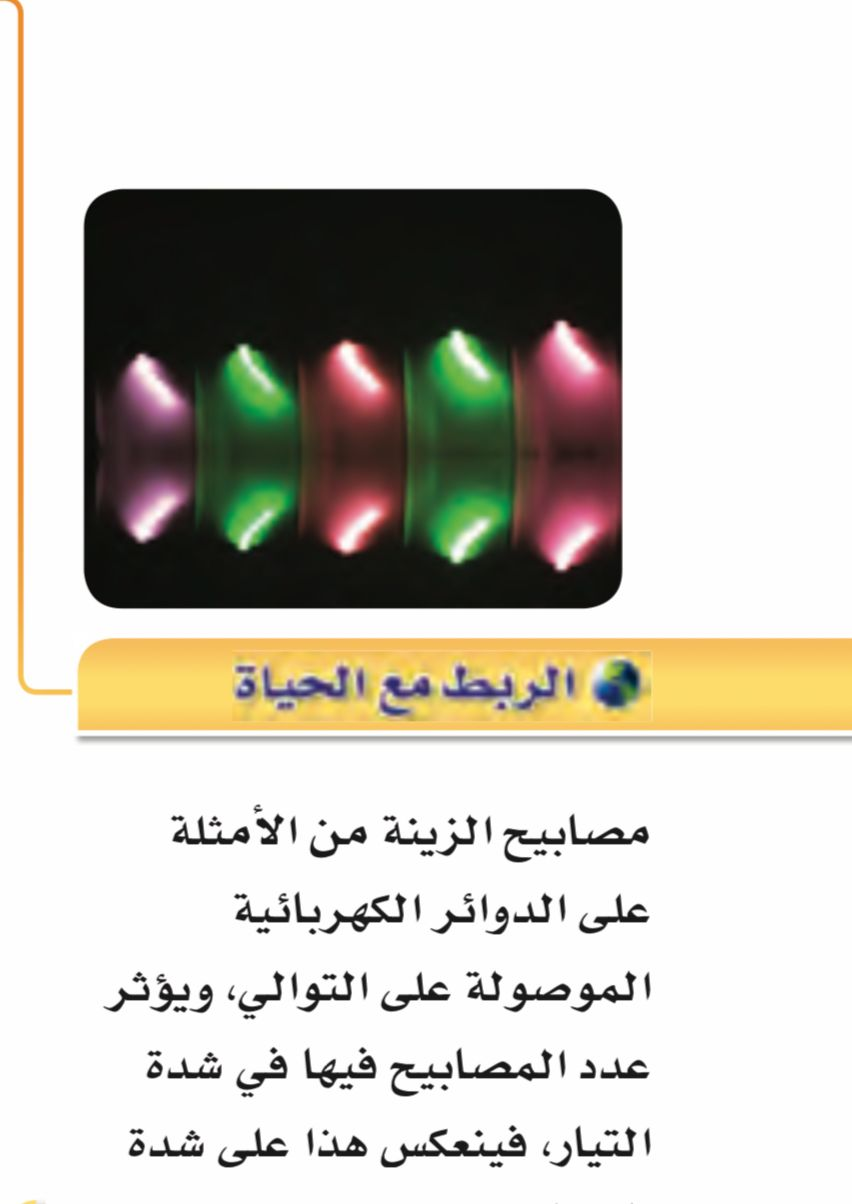 الربط مع الحياة
مصابيح الزينة من الأمثلة
على الدوائر الكهربائية
الموصولة على التوالي، ويؤثر
عدد المصابيح فيها في شدة
التيار، فينعكس هذا على شدة